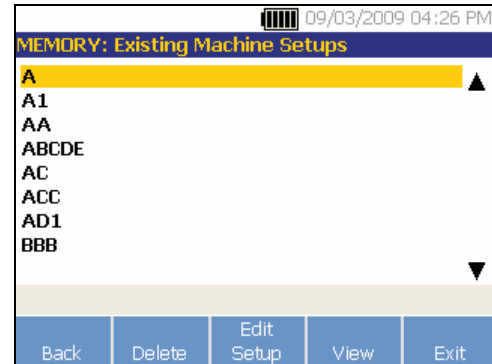 09/03/2009 04:26 PM
MEMORY: Existing Machine Setups
A
A1
AA
ABCDE
AC
ACC
AD1
BBB
Back Delete Edit Setup View Exit